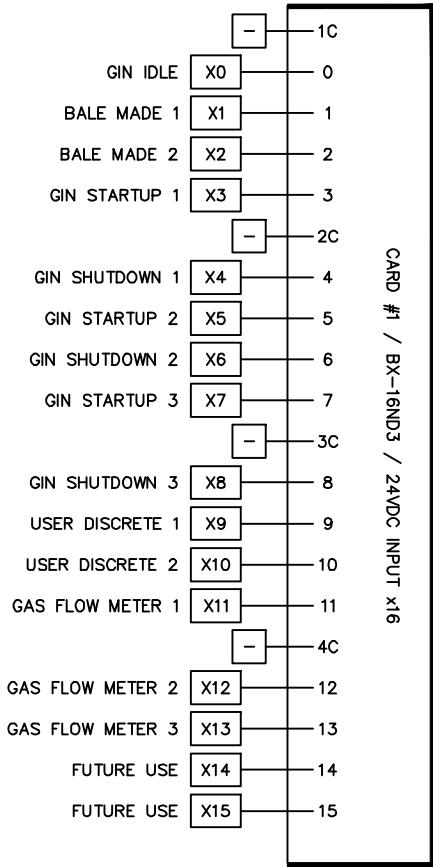 - 1C
GIN IDLE X0 0
BALE MADE 1 X1 1
BALE MADE 2 X2 2
GIN STARTUP 1 X3 3
- 2C
GIN SHUTDOWN 1 X4 4
GIN STARTUP 2 X5 5
GIN SHUTDOWN 2 X6 6
GIN STARTUP 3 X7 7
- 3C
GIN SHUTDOWN 3 X8 8
USER DISCRETE 1 X9 9
USER DISCRETE 2 X10 10
GAS FLOW METER 1 X11 11
- 4C
GAS FLOW METER 2 X12 12
GAS FLOW METER 3 X13 13
FUTURE USE X14 14
FUTURE USE X15 15
CARD #1 / BX-16ND3 / 24VDC INPUT x16